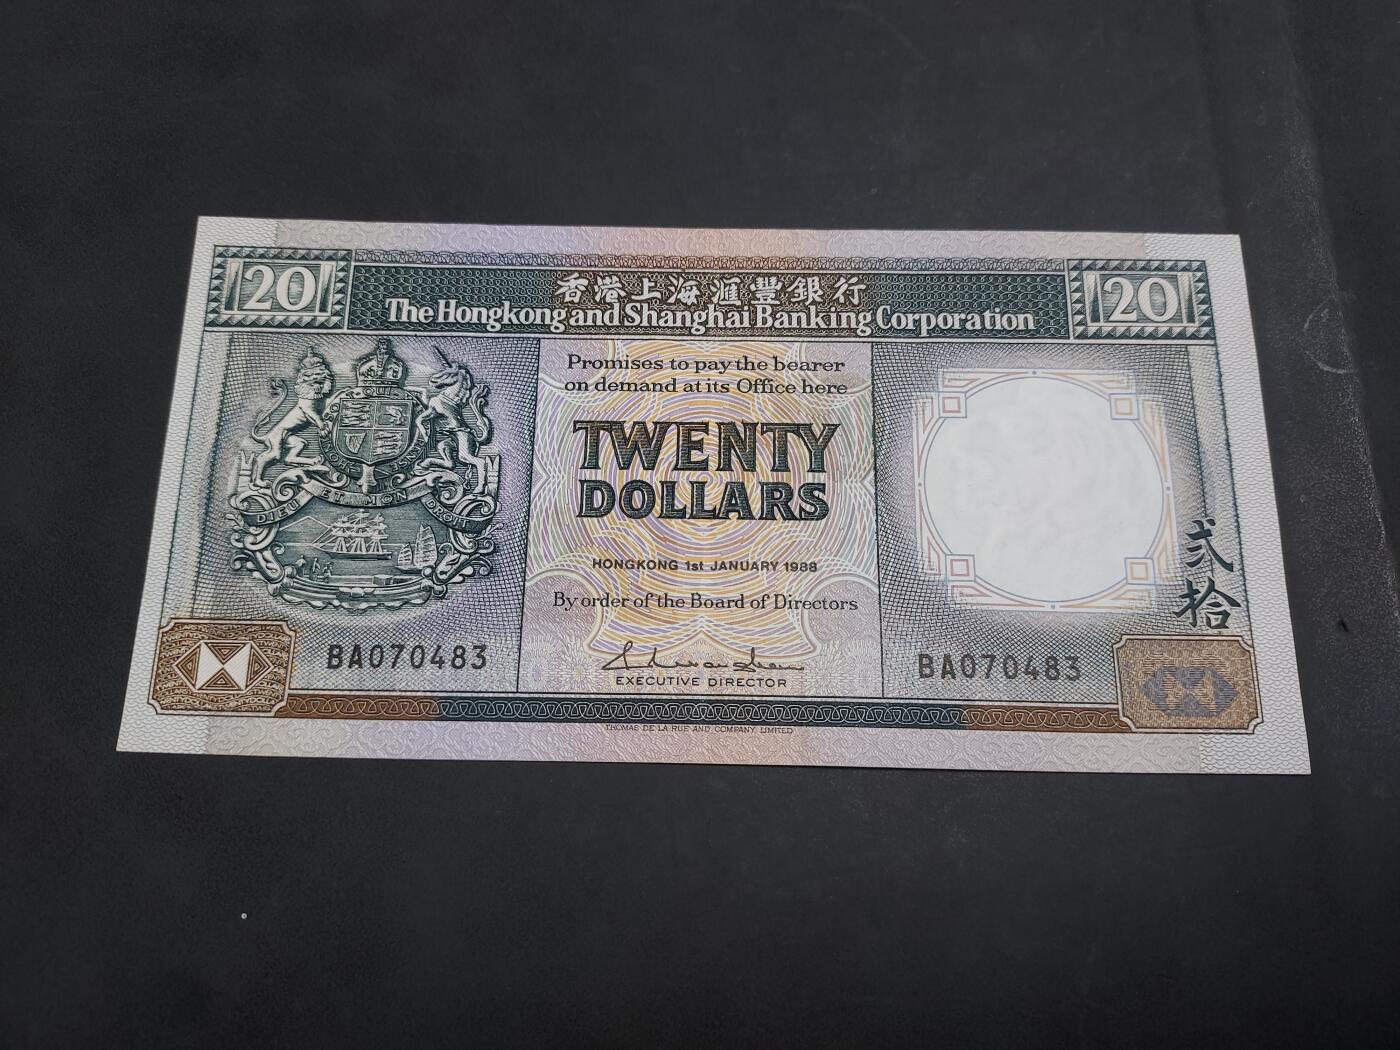 20
香港上海滙豐銀行
20
The Hongkong and Shanghai Banking Corporation
Promises to pay the bearer
on demand at its Office here
TWENTY
DOLLARS
DIEU ET MON DROIT
HONGKONG 1st JANUARY 1988
By order of the Board of Directors
弍拾
BA070483
BA070483
EXECUTIVE DIRECTOR
THOMAS DE LA RUE AND COMPANY LIMITED